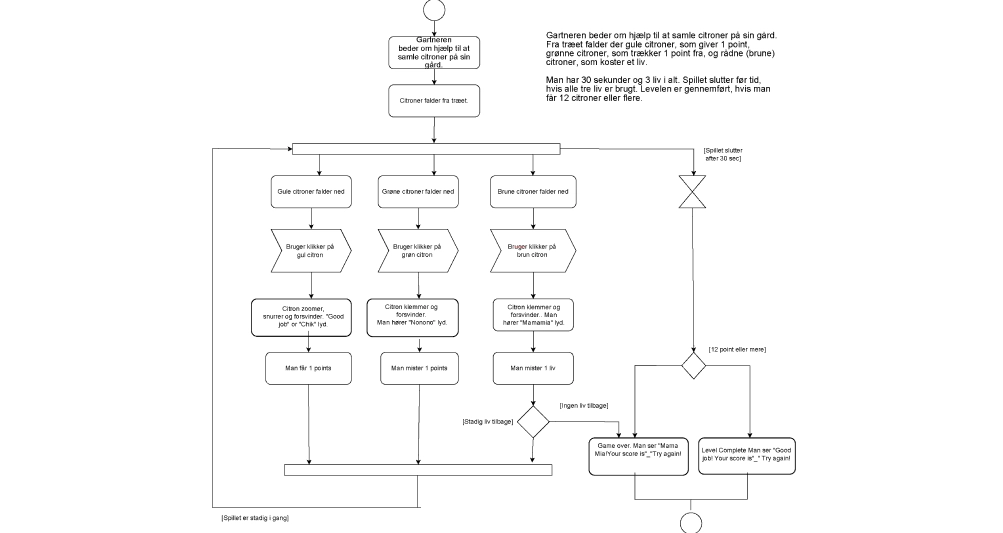 Gartneren
beder om hjælp til at
samle citroner på sin
gård.
Gartneren beder om hjælp til at samle citroner på sin gård.
Fra træet falder der gule citroner, som giver 1 point,
grønne citroner, som trækker 1 point fra, og rådne (brune)
citroner, som koster et liv.
Man har 30 sekunder og 3 liv i alt. Spillet slutter før tid,
hvis alle tre liv er brugt. Levelen er gennemført, hvis man
får 12 citroner eller flere.
Citroner falder fra træet.
[Spillet slutter
after 30 sec]
Gule citroner falder ned
Grøne citroner falder ned
Brune citroner falder ned
Bruger klikker på
gul citron
Bruger klikker på
grøn citron
Bruger klikker på
brun citron
Citron zoomer,
snurrer og forsvinder. "Good
job" or "Chik" lyd.
Citron klemmer og
forsvinder.
Man hører "Nonono" lyd.
Citron klemmer og
forsvinder.. Man
hører "Mamamia" lyd.
[12 point eller mere]
Man får 1 points
Man mister 1 points
Man mister 1 liv
[Ingen liv tilbage]
[Stadig liv tilbage]
Game over. Man ser "Mama
Mia!Your score is"_"Try again!
Level Complete Man ser "Good
job! Your score is"_" Try again!
[Spillet er stadig i gang]